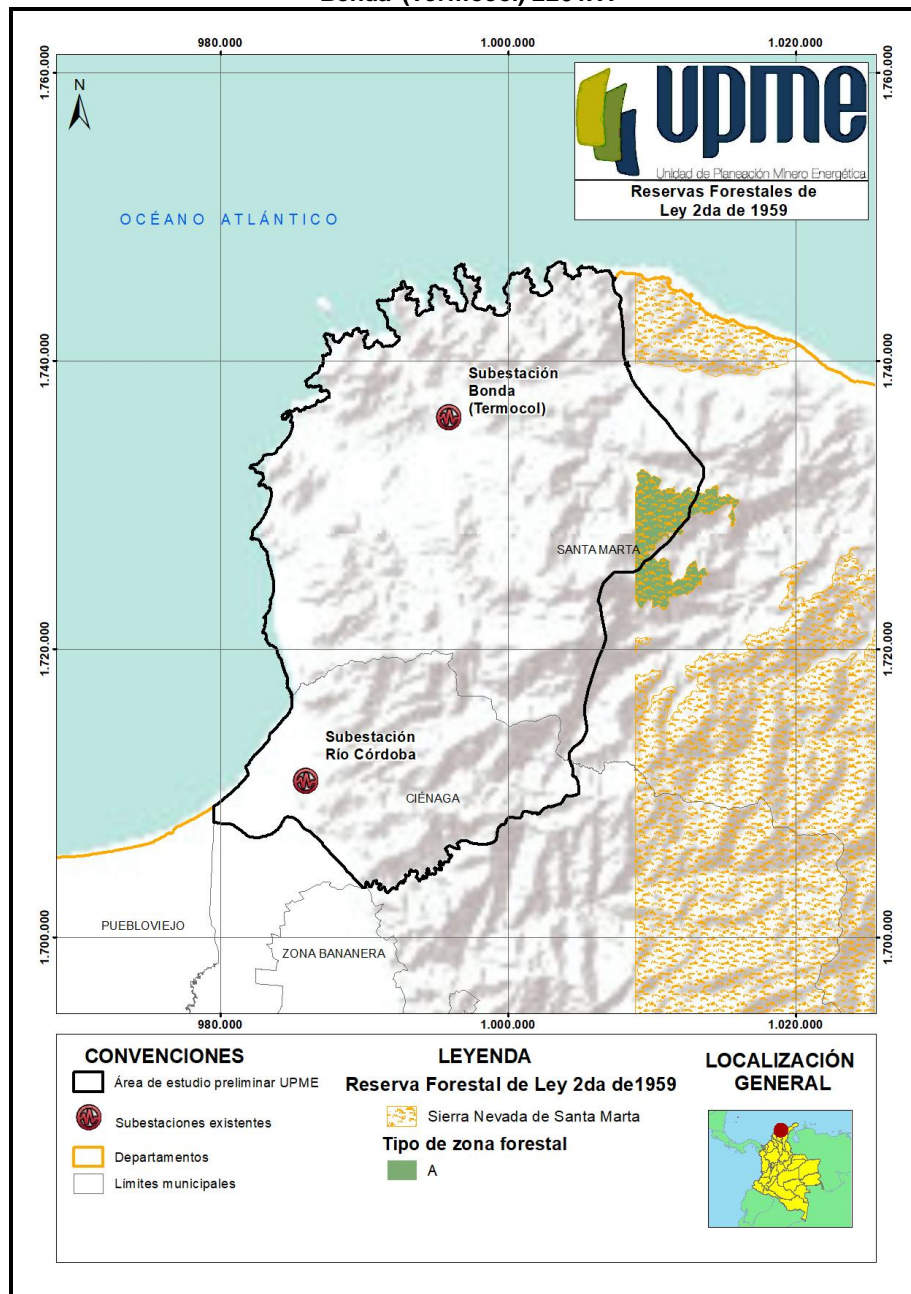 980.000
1.000.000
1.020.000
1.760.000
1.760.000
N
upme
Unidad de Planeación Minero Energética
Reservas Forestales de
Ley 2da de 1959
OCÉANO ATLÁNTICO
1.740.000
1.740.000
Subestación
Bonda
(Termocol)
SANTA MARTA
1.720.000
1.720.000
Subestación
Río Córdoba
CIÉNAGA
PUEBLOVIEJO
ZONA BANANERA
1.700.000
1.700.000
980.000
1.000.000
1.020.000
CONVENCIONES
Área de estudio preliminar UPME
Subestaciones existentes
Departamentos
Límites municipales
LEYENDA
Reserva Forestal de Ley 2da de1959
Sierra Nevada de Santa Marta
Tipo de zona forestal
A
LOCALIZACIÓN
GENERAL